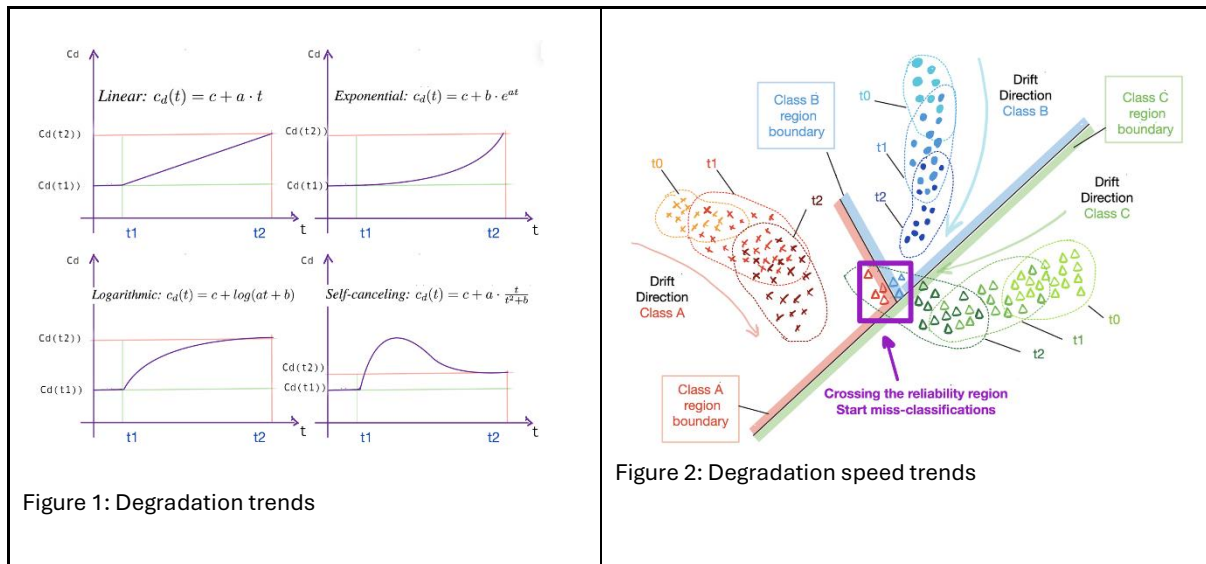 Cd
Linear: c_d(t) = c + a · t
Cd(t2))
Cd(t1))
t1
t2
t
Cd
Exponential: c_d(t) = c + b · e^{at}
Cd(t2))
Cd(t1))
t1
t2
t
Cd
Logarithmic: c_d(t) = c + log(at + b)
Cd(t2))
Cd(t1))
t1
t2
t
Cd
Self-canceling: c_d(t) = c + a · \frac{t}{t^2+b}
Cd(t2))
Cd(t1))
t1
t2
t
Figure 1: Degradation trends
t0
t1
t2
Drift
Direction
Class B
Class B
region
boundary
Class C
region
boundary
t0
t1
t2
Drift
Direction
Class C
Drift
Direction
Class A
t0
t1
t2
Class A
region
boundary
Crossing the reliability region
Start miss-classifications
Figure 2: Degradation speed trends